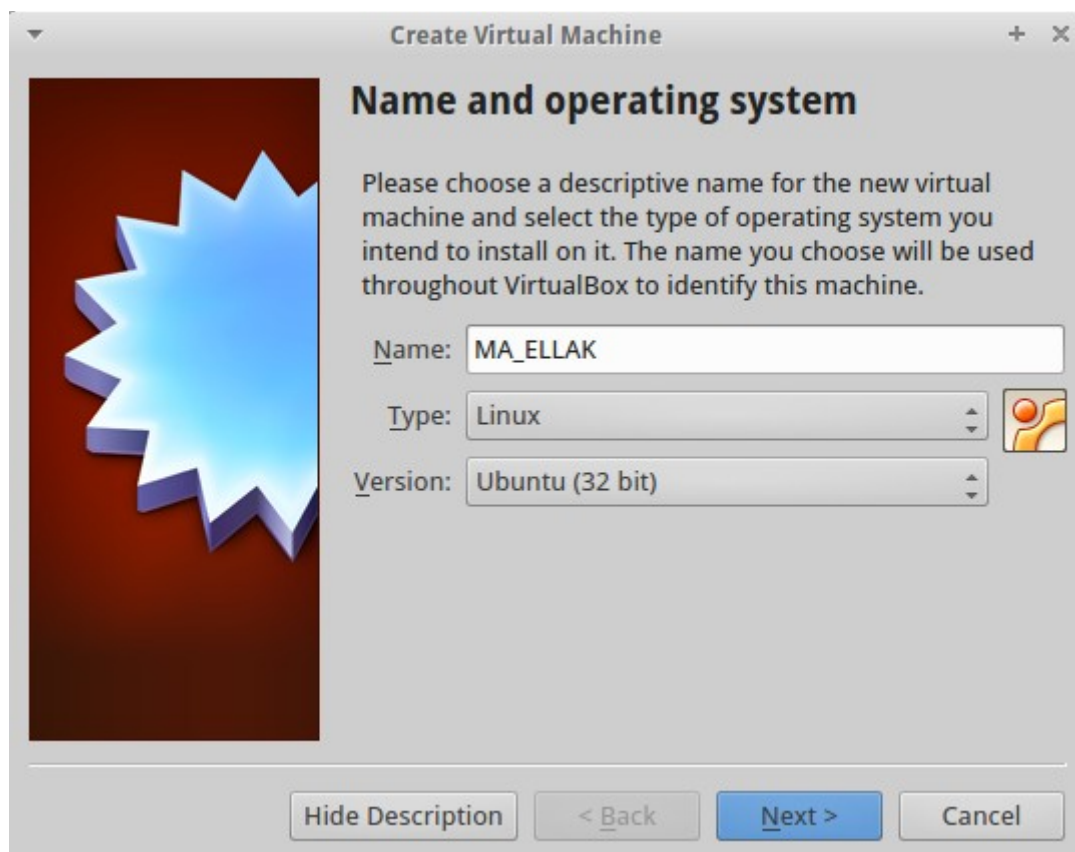 Create Virtual Machine
Name and operating system
Please choose a descriptive name for the new virtual
machine and select the type of operating system you
intend to install on it. The name you choose will be used
throughout VirtualBox to identify this machine.
Name: MA_ELLAK
Type: Linux
Version: Ubuntu (32 bit)
Hide Description < Back Next > Cancel